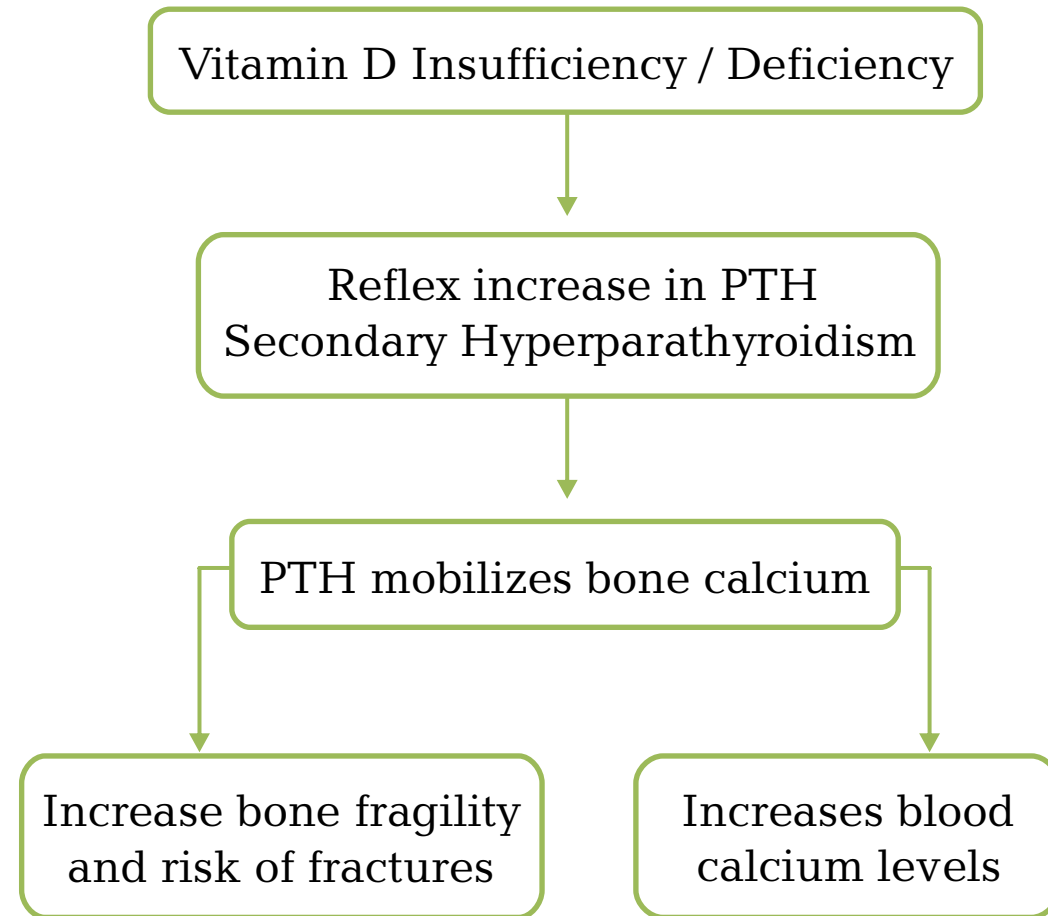 Vitamin D Insufficiency / Deficiency
Reflex increase in PTH
Secondary Hyperparathyroidism
PTH mobilizes bone calcium
Increase bone fragility
and risk of fractures
Increases blood
calcium levels